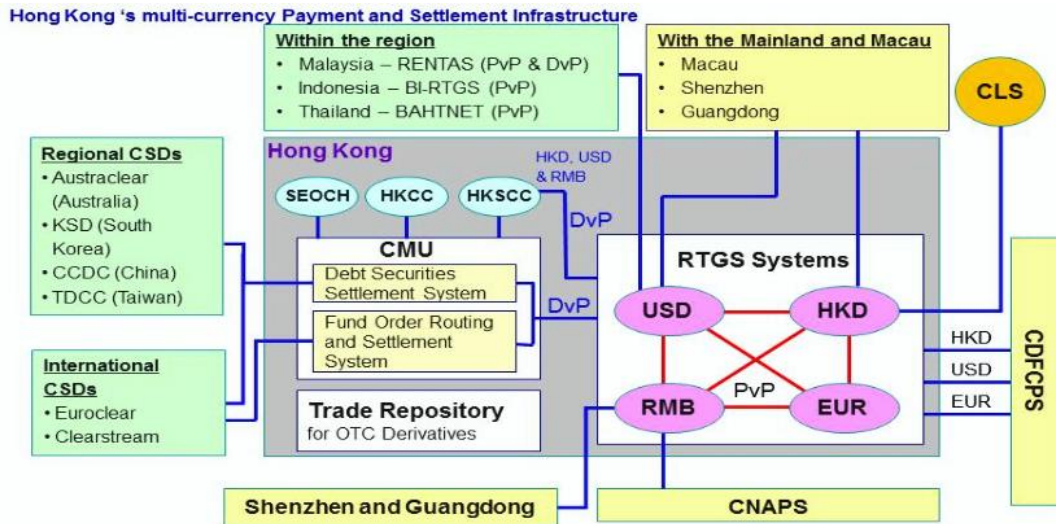 Hong Kong ‘s multi-currency Payment and Settlement Infrastructure
Within the region
• Malaysia – RENTAS (PvP & DvP)
• Indonesia – BI-RTGS (PvP)
• Thailand – BAHTNET (PvP)
With the Mainland and Macau
• Macau
• Shenzhen
• Guangdong
CLS
Regional CSDs
• Austraclear
(Australia)
• KSD (South
Korea)
• CCDC (China)
• TDCC (Taiwan)
International
CSDs
• Euroclear
• Clearstream
Hong Kong
SEOCH
HKCC
HKSCC
HKD, USD
& RMB
DvP
CMU
Debt Securities
Settlement System
Fund Order Routing
and Settlement
System
DvP
Trade Repository
for OTC Derivatives
RTGS Systems
USD
HKD
PvP
RMB
EUR
HKD
USD
EUR
CDFCPS
Shenzhen and Guangdong
CNAPS